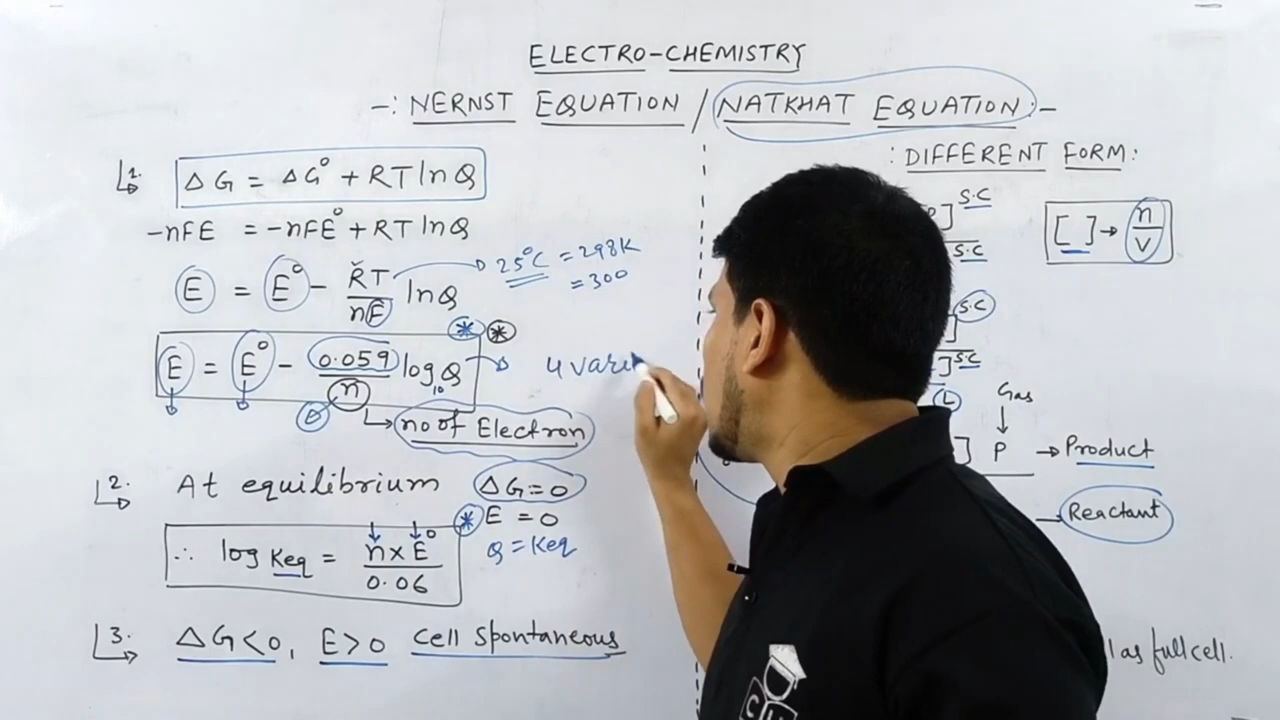 ELECTRO-CHEMISTRY
-: NERNST EQUATION / NATKHAT EQUATION :-
1. ΔG = ΔG° + RT ln Q
-nFE = -nFE° + RT ln Q
E = E° - RT/nF ln Q → 25°C = 298K
= 300
E = E° - 0.059/n log₁₀ Q → 4 vari
→ no of Electron
2. At equilibrium ΔG = 0
E = 0
Q = Keq
∴ log Keq = n × E°/0.06
3. ΔG < 0, E > 0 Cell Spontaneous
: DIFFERENT FORM:
] S.C
S.C
[ ] → n/v
] S.C
] S.C
L
Gas
↓
] P → Product
→ Reactant
as full cell.